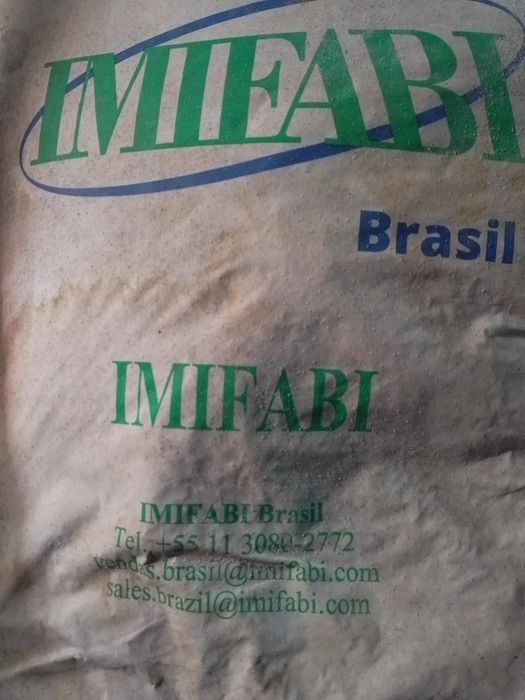 IMIFABI
Brasil
IMIFABI
IMIFABI Brasil
Tel. +55 11 3080-2772
vendas.brasil@imifabi.com
sales.brazil@imifabi.com